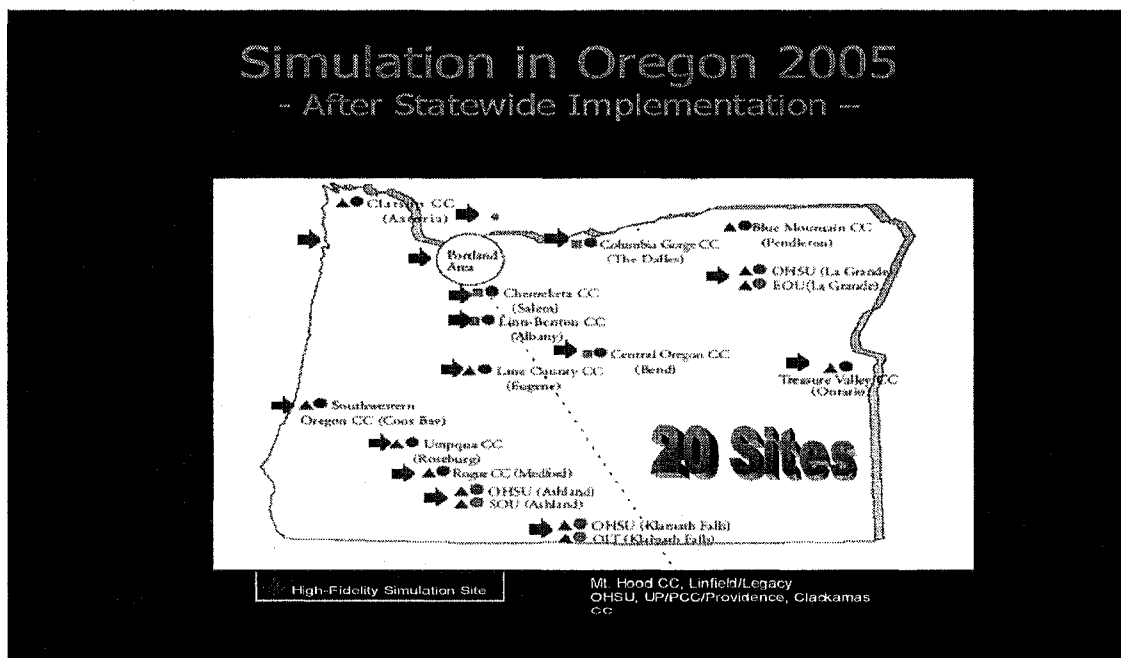 Simulation in Oregon 2005
- After Statewide Implementation –
Clatsop CC
(Astoria)
Portland
Area
Columbia Gorge CC
(The Dalles)
Blue Mountain CC
(Pendleton)
OHSU (La Grande)
EOU(La Grande)
Chemeketa CC
(Salem)
Linn-Benton CC
(Albany)
Central Oregon CC
(Bend)
Lane County CC
(Eugene)
Treasure Valley CC
(Ontario)
Southwestern
Oregon CC (Coos Bay)
20 Sites
Umpqua CC
(Roseburg)
Rogue CC (Medford)
OHSU (Ashland)
SOU (Ashland)
OHSU (Klamath Falls)
OIT (Klamath Falls)
High-Fidelity Simulation Site
Mt. Hood CC, Linfield/Legacy
OHSU, UP/PCC/Providence, Clackamas
CC